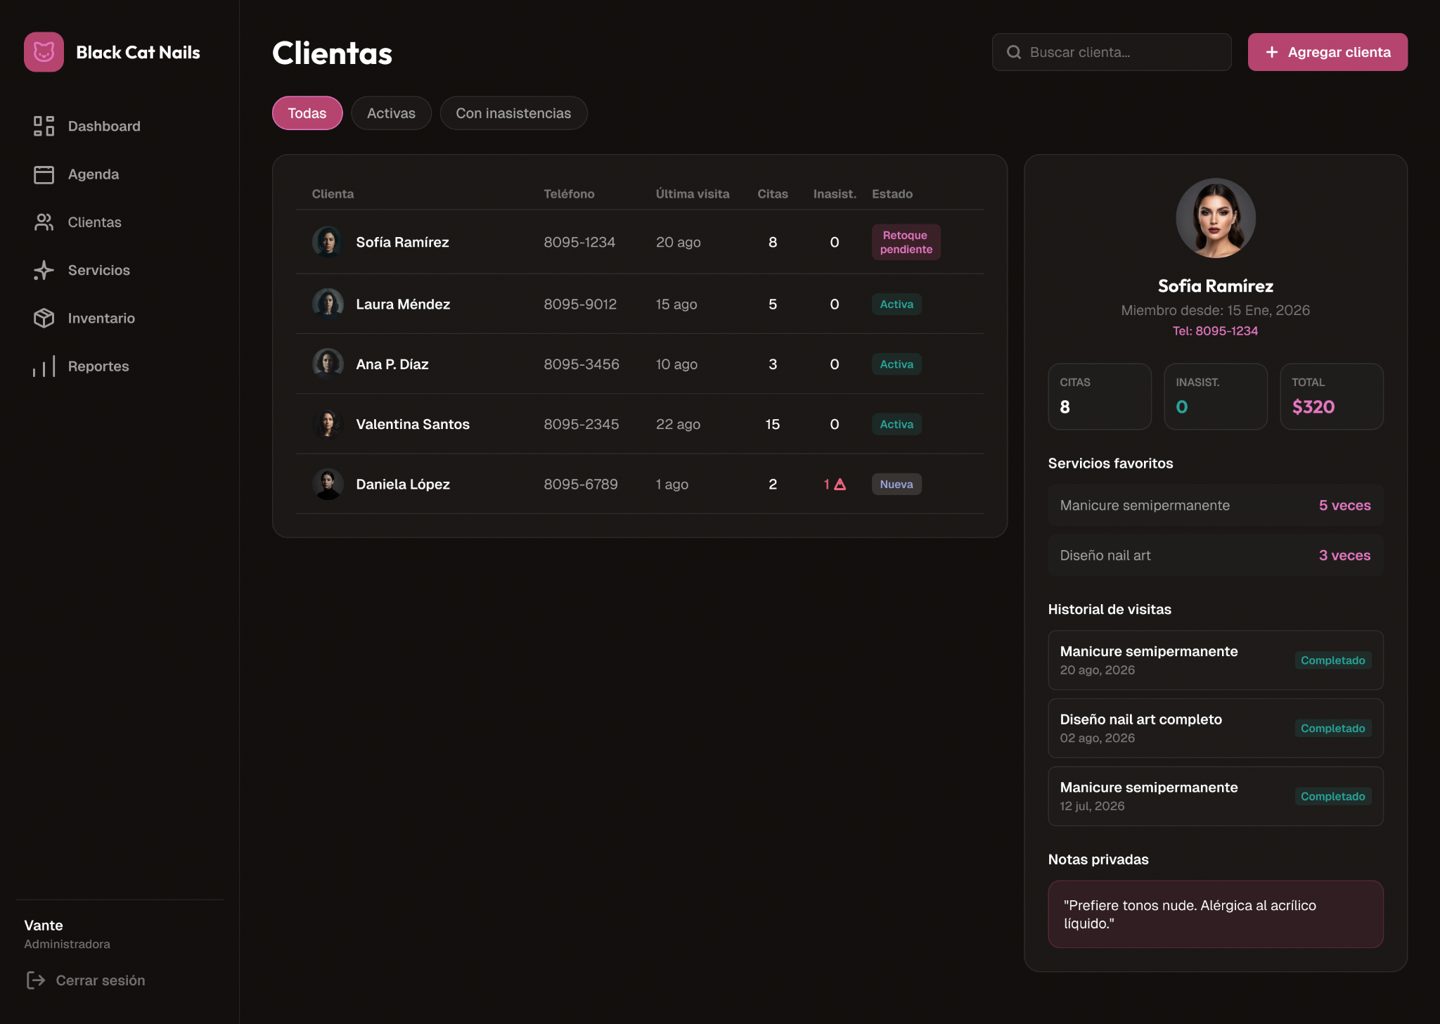 Black Cat Nails
Dashboard
Agenda
Clientas
Servicios
Inventario
Reportes
Vante
Administradora
Cerrar sesión
Clientas
Buscar clienta...
+ Agregar clienta
Todas
Activas
Con inasistencias
Clienta Teléfono Última visita Citas Inasist. Estado
Sofía Ramírez 8095-1234 20 ago 8 0 Retoque
pendiente
Laura Méndez 8095-9012 15 ago 5 0 Activa
Ana P. Díaz 8095-3456 10 ago 3 0 Activa
Valentina Santos 8095-2345 22 ago 15 0 Activa
Daniela López 8095-6789 1 ago 2 1 Nueva
Sofía Ramírez
Miembro desde: 15 Ene, 2026
Tel: 8095-1234
CITAS INASIST. TOTAL
8 0 $320
Servicios favoritos
Manicure semipermanente 5 veces
Diseño nail art 3 veces
Historial de visitas
Manicure semipermanente
20 ago, 2026
Completado
Diseño nail art completo
02 ago, 2026
Completado
Manicure semipermanente
12 jul, 2026
Completado
Notas privadas
"Prefiere tonos nude. Alérgica al acrílico
líquido."